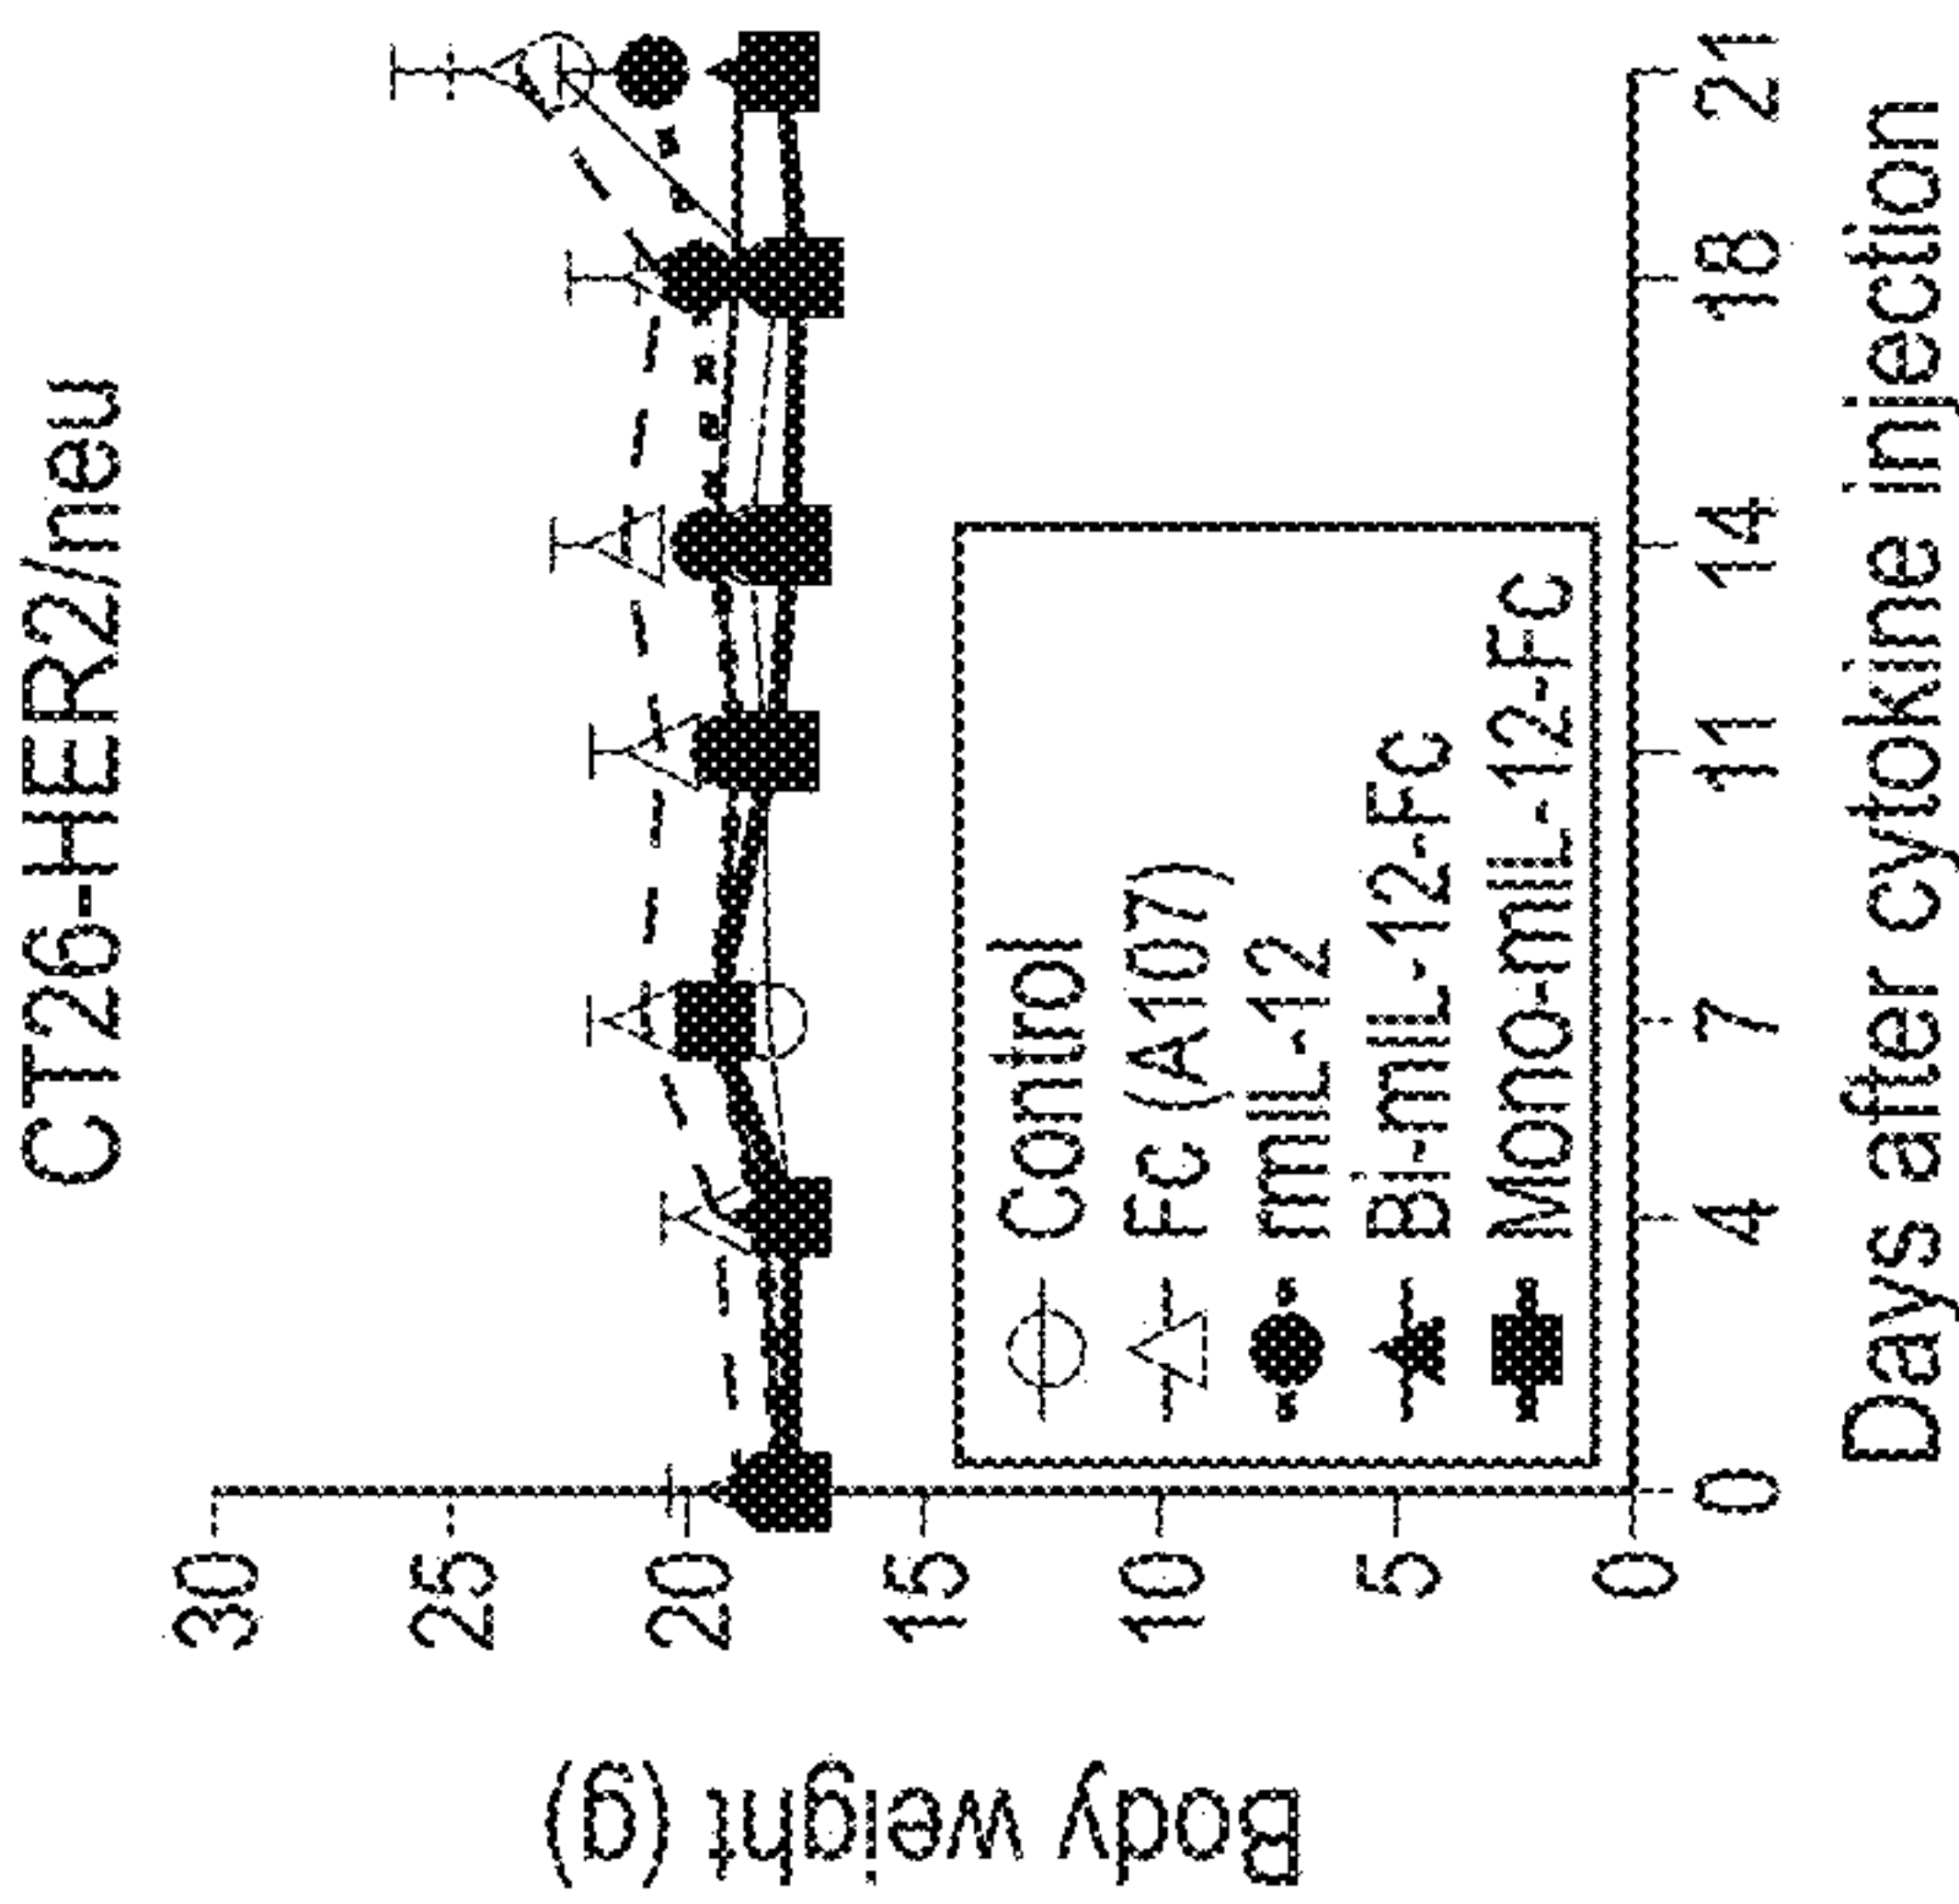 CT26-HER2/neu
Body weight (g)
30
25
20
15
10
5
0
Control
Fc (A107)
mIL-12
Bi-mIL-12-Fc
Mono-mIL-12-Fc
0 4 7 11 14 18 21
Days after cytokine injection